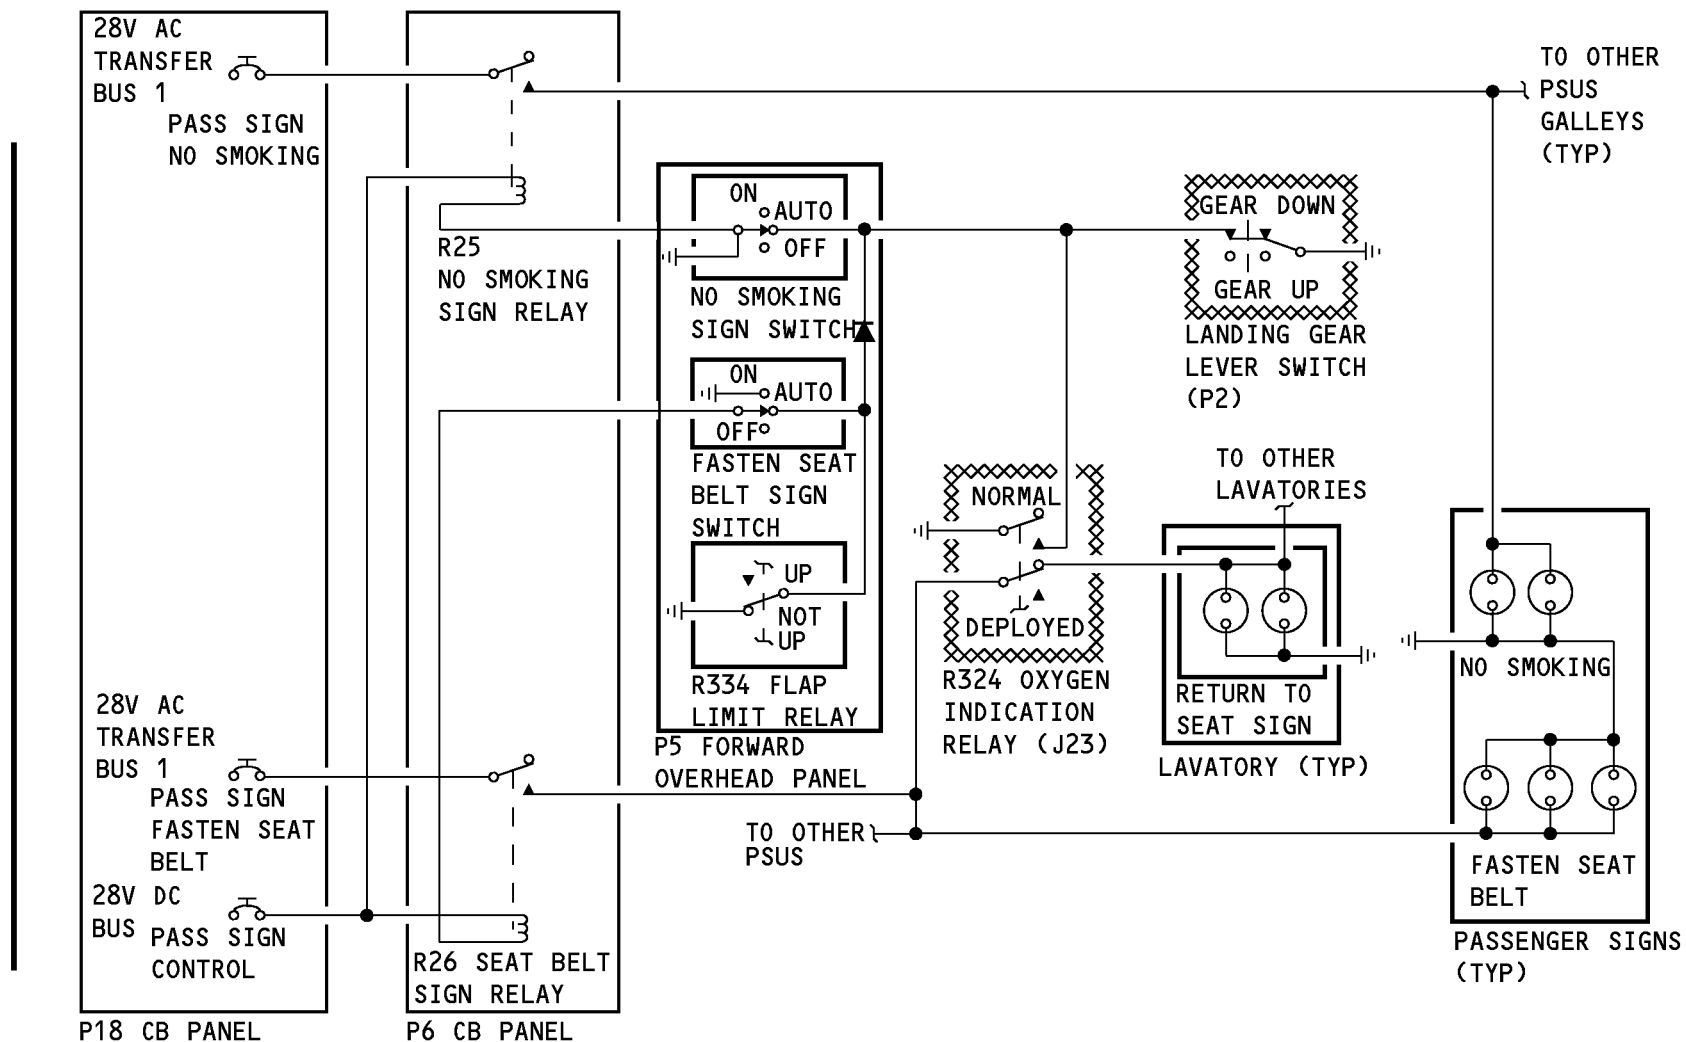 28V AC
TRANSFER
BUS 1
PASS SIGN
NO SMOKING
TO OTHER
PSUS
GALLEYS
(TYP)
ON
AUTO
OFF
R25
NO SMOKING
SIGN RELAY
NO SMOKING
SIGN SWITCH
GEAR DOWN
GEAR UP
LANDING GEAR
LEVER SWITCH
(P2)
ON
AUTO
OFF
FASTEN SEAT
BELT SIGN
SWITCH
UP
NOT
UP
R334 FLAP
LIMIT RELAY
P5 FORWARD
OVERHEAD PANEL
NORMAL
DEPLOYED
R324 OXYGEN
INDICATION
RELAY (J23)
TO OTHER
LAVATORIES
RETURN TO
SEAT SIGN
LAVATORY (TYP)
NO SMOKING
FASTEN SEAT
BELT
PASSENGER SIGNS
(TYP)
28V AC
TRANSFER
BUS 1
PASS SIGN
FASTEN SEAT
BELT
28V DC
BUS
PASS SIGN
CONTROL
TO OTHER
PSUS
R26 SEAT BELT
SIGN RELAY
P18 CB PANEL
P6 CB PANEL